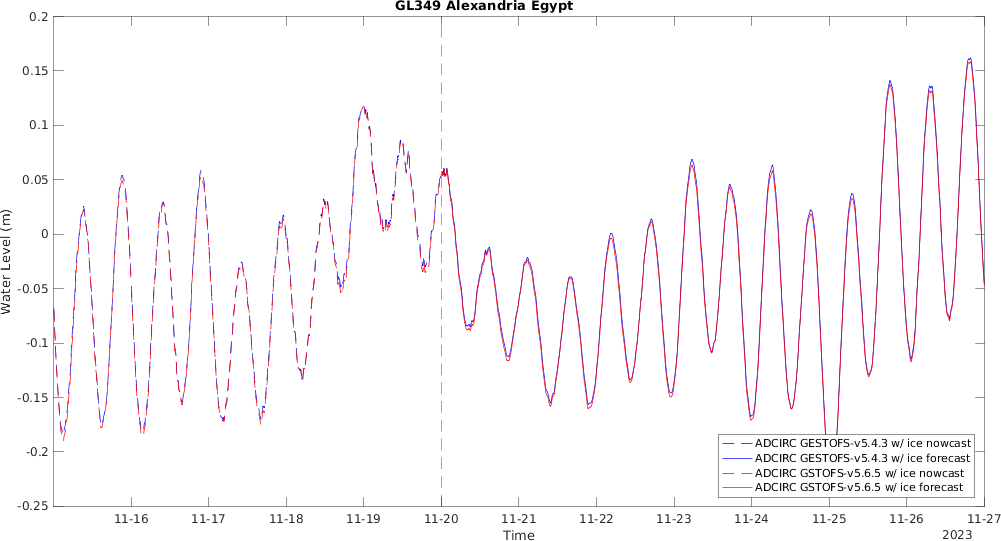 GL349 Alexandria Egypt
0.2
0.15
0.1
0.05
0
-0.05
-0.1
-0.15
-0.2
-0.25
Water Level (m)
ADCIRC GESTOFS-v5.4.3 w/ ice nowcast
ADCIRC GESTOFS-v5.4.3 w/ ice forecast
ADCIRC GSTOFS-v5.6.5 w/ ice nowcast
ADCIRC GSTOFS-v5.6.5 w/ ice forecast
11-16 11-17 11-18 11-19 11-20 11-21 11-22 11-23 11-24 11-25 11-26 11-27
Time
2023